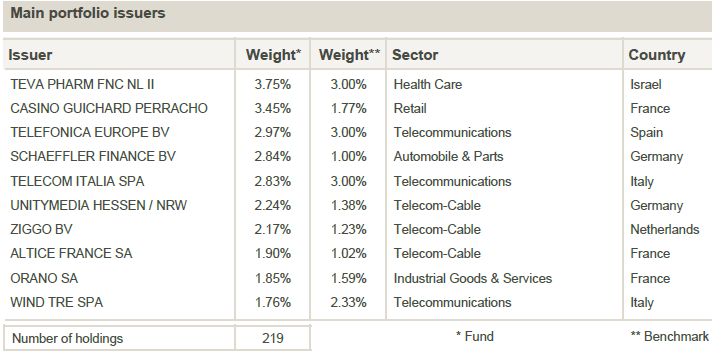 Main portfolio issuers
Issuer Weight* Weight** Sector Country
TEVA PHARM FNC NL II 3.75% 3.00% Health Care Israel
CASINO GUICHARD PERRACHO 3.45% 1.77% Retail France
TELEFONICA EUROPE BV 2.97% 3.00% Telecommunications Spain
SCHAEFFLER FINANCE BV 2.84% 1.00% Automobile & Parts Germany
TELECOM ITALIA SPA 2.83% 3.00% Telecommunications Italy
UNITYMEDIA HESSEN / NRW 2.24% 1.38% Telecom-Cable Germany
ZIGGO BV 2.17% 1.23% Telecom-Cable Netherlands
ALTICE FRANCE SA 1.90% 1.02% Telecom-Cable France
ORANO SA 1.85% 1.59% Industrial Goods & Services France
WIND TRE SPA 1.76% 2.33% Telecommunications Italy
Number of holdings 219 * Fund ** Benchmark